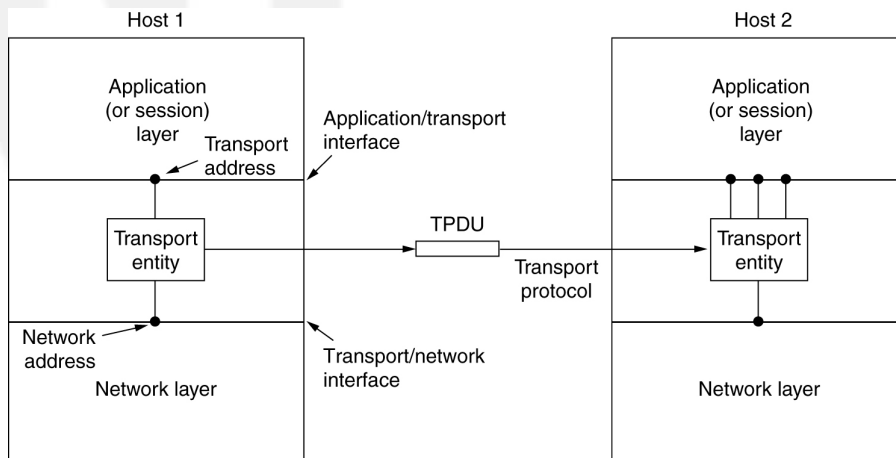 Host 1
Host 2
Application
(or session)
layer
Transport
address
Application/transport
interface
Application
(or session)
layer
Transport
entity
TPDU
Transport
protocol
Transport
entity
Network
address
Transport/network
interface
Network layer
Network layer